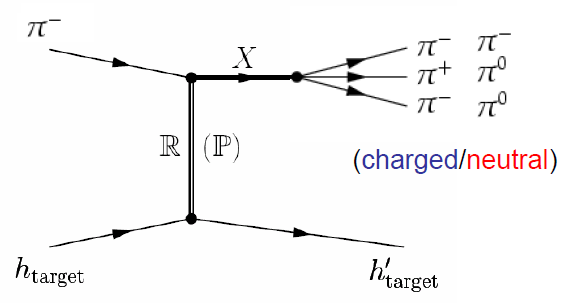 π⁻
X
π⁻ π⁻
π⁺ π⁰
π⁻ π⁰
ℝ (ℙ)
(charged/neutral)
h_target
h′_target